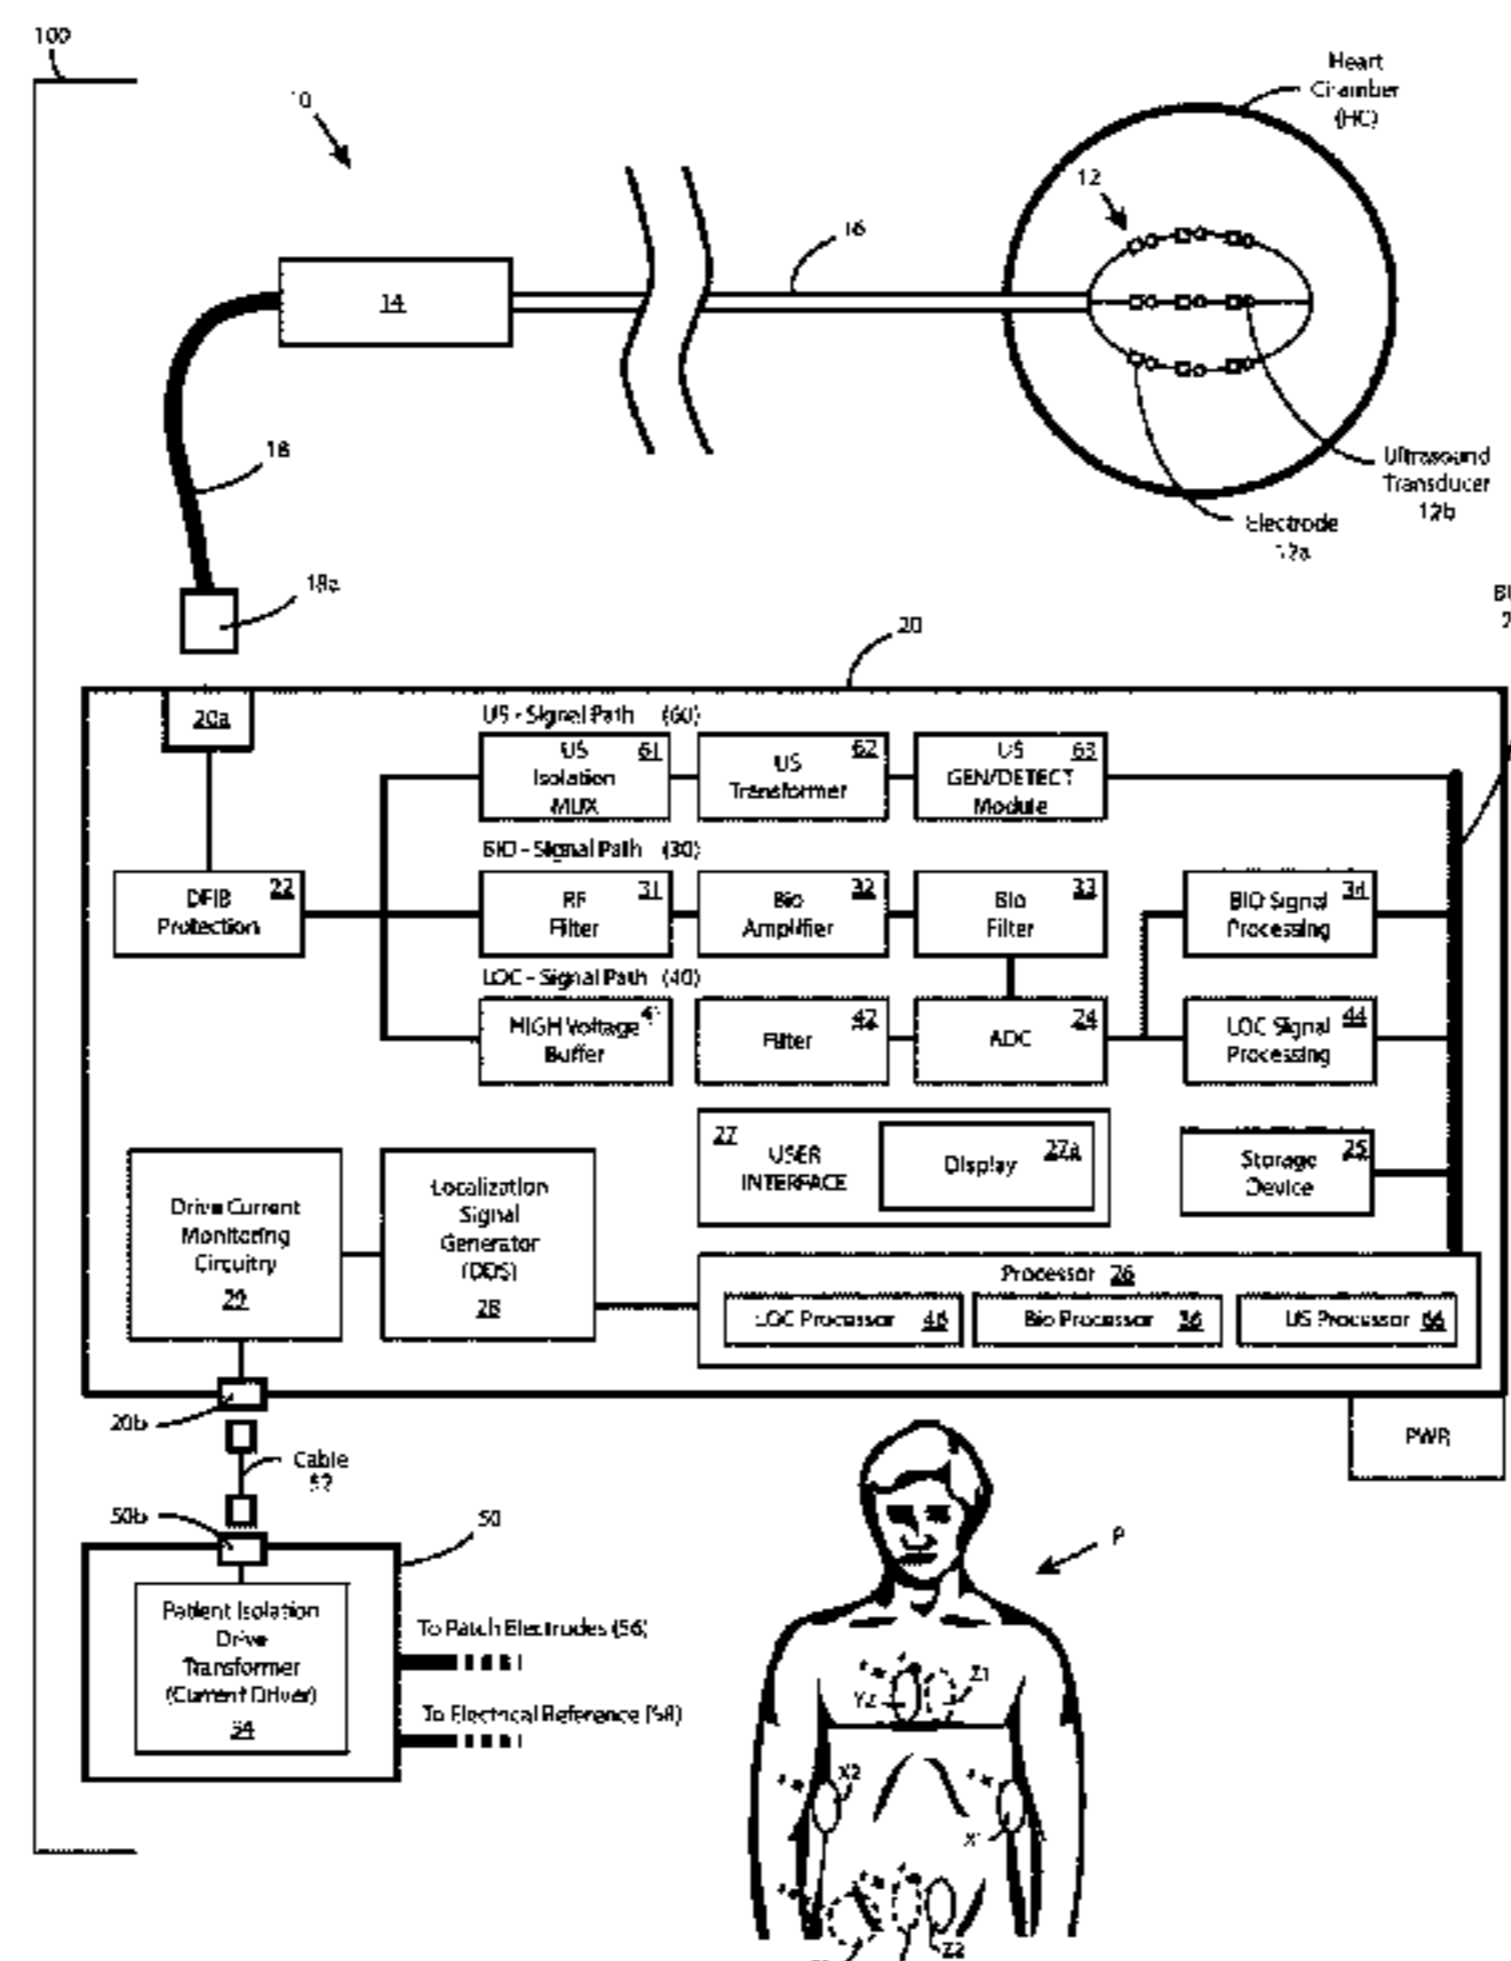 100
10
Heart
Chamber
(HC)
12
16
14
18
Ultrasound
Transducer
12b
Electrode
12a
18a
20
20a
US - Signal Path (60)
US 61
Isolation
MUX
US 62
Transformer
US 63
GEN/DETECT
Module
BIO - Signal Path (30)
DFIB 22
Protection
RF 31
Filter
Bio 32
Amplifier
Bio 33
Filter
BIO Signal 34
Processing
LOC - Signal Path (40)
HIGH Voltage 41
Buffer
Filter 42
ADC 24
LOC Signal 44
Processing
27
USER
INTERFACE
Display 27a
Storage 25
Device
Drive Current
Monitoring
Circuitry
29
Localization
Signal
Generator
(DDS)
28
Processor 26
LOC Processor 46
Bio Processor 36
US Processor 66
20b
PWR
Cable
52
50b
50
P
Patient Isolation
Drive
Transformer
(Current Driver)
54
To Patch Electrodes (56)
To Electrical Reference (58)
Y2
Z1
X2
X1
Z2